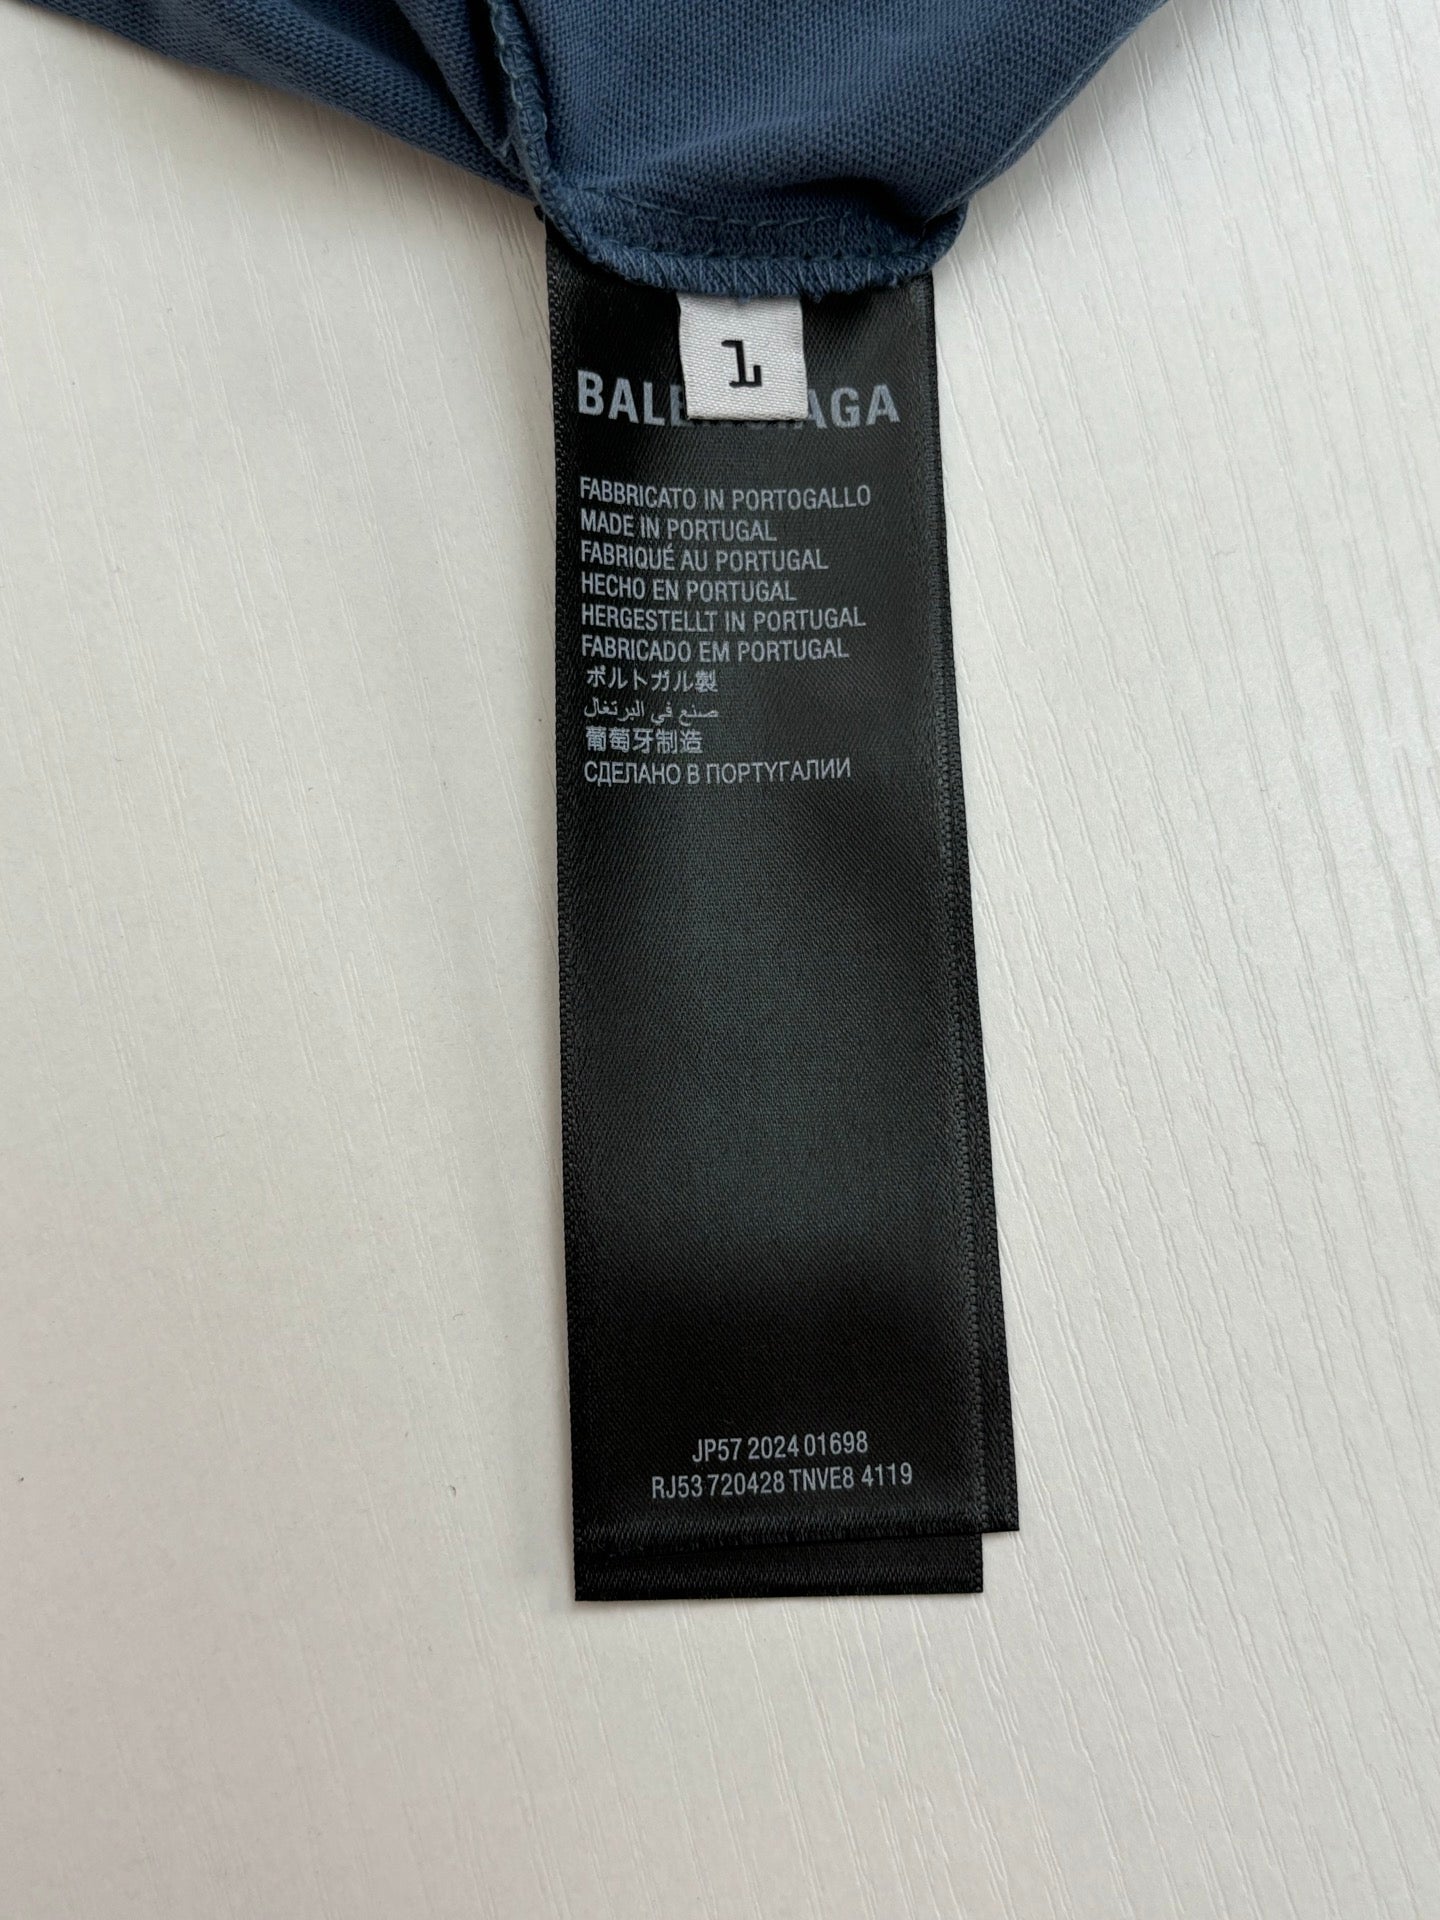 1
BALENCIAGA
FABBRICATO IN PORTOGALLO
MADE IN PORTUGAL
FABRIQUÉ AU PORTUGAL
HECHO EN PORTUGAL
HERGESTELLT IN PORTUGAL
FABRICADO EM PORTUGAL
ポルトガル製
صنع في البرتغال
葡萄牙制造
СДЕЛАНО В ПОРТУГАЛИИ
JP57 2024 01698
RJ53 720428 TNVE8 4119